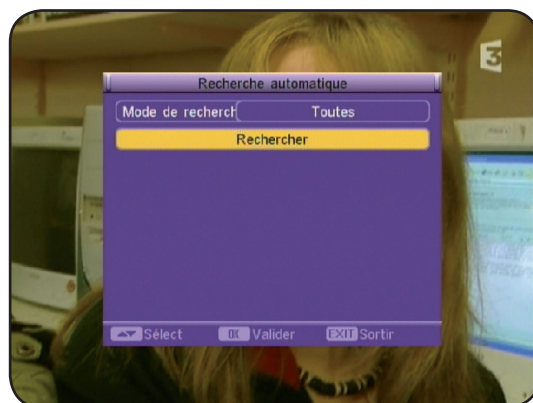 3
Recherche automatique
Mode de recherch Toutes
Rechercher
Sélect OK Valider EXIT Sortir